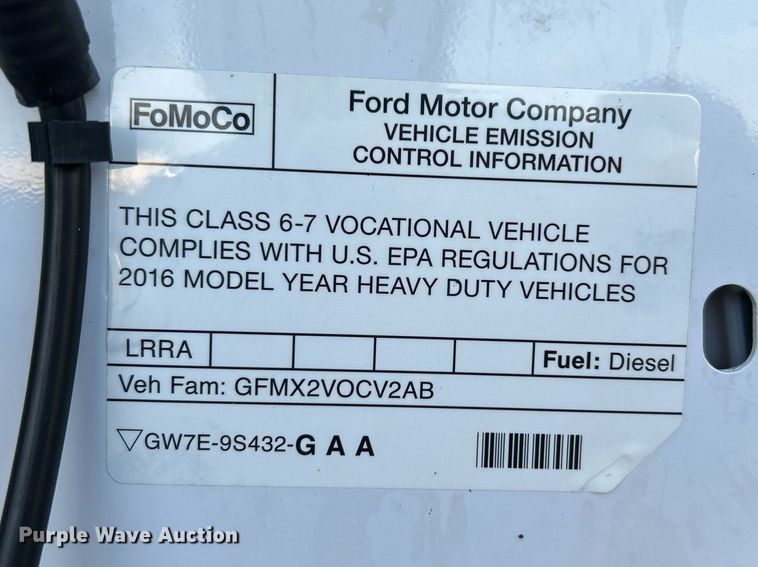 FoMoCo
Ford Motor Company
VEHICLE EMISSION
CONTROL INFORMATION
THIS CLASS 6-7 VOCATIONAL VEHICLE
COMPLIES WITH U.S. EPA REGULATIONS FOR
2016 MODEL YEAR HEAVY DUTY VEHICLES
LRRA
Fuel: Diesel
Veh Fam: GFMX2VOCV2AB
▽GW7E-9S432-GAA
Purple Wave Auction